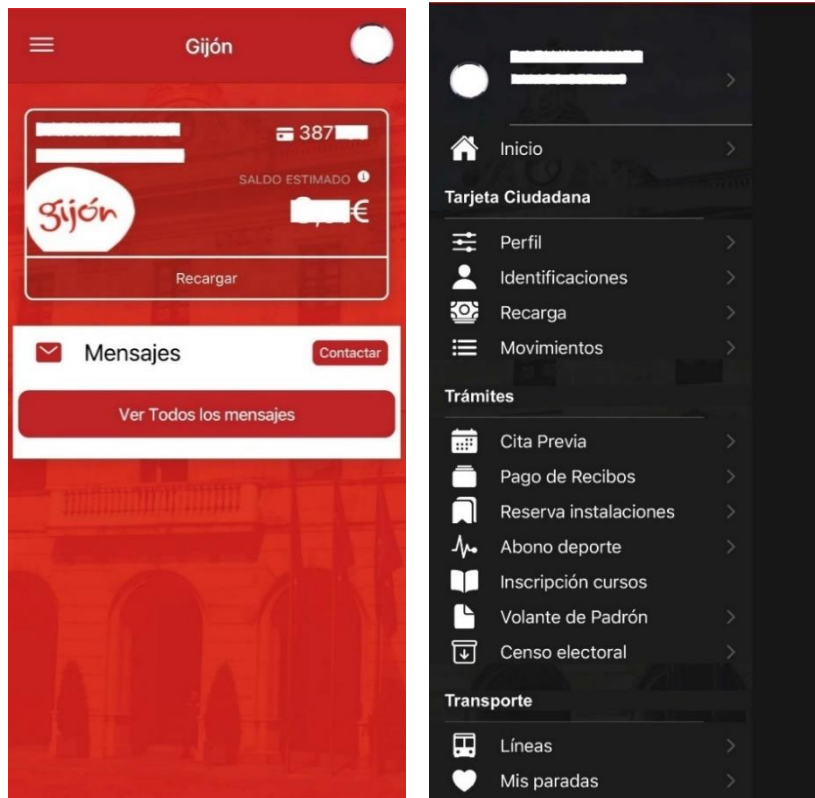 Gijón
387
SALDO ESTIMADO
gijón
€
Recargar
Mensajes
Contactar
Ver Todos los mensajes
Inicio
Tarjeta Ciudadana
Perfil
Identificaciones
Recarga
Movimientos
Trámites
Cita Previa
Pago de Recibos
Reserva instalaciones
Abono deporte
Inscripción cursos
Volante de Padrón
Censo electoral
Transporte
Líneas
Mis paradas